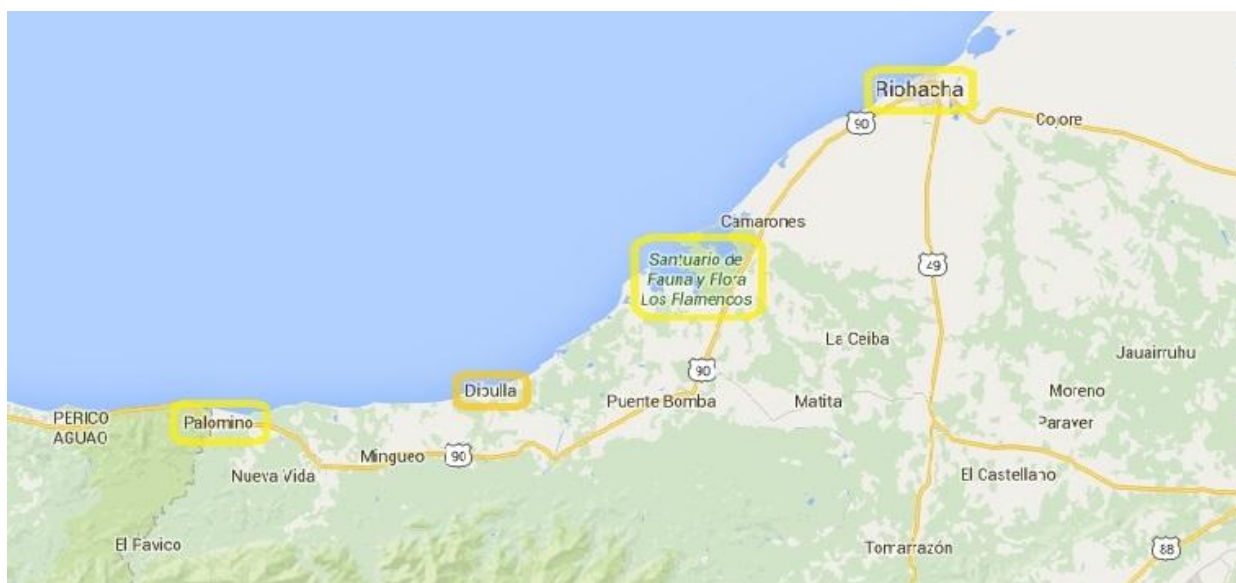 Riohacha
90
Cojore
Camarones
Santuario de
Fauna y Flora
Los Flamencos
49
La Ceiba
Jauairruhu
90
Dibulla
Puente Bomba
Matita
Moreno
Paraver
PERICO
AGUAO
Palomino
Mingueo
90
Nueva Vida
El Castellano
El Favico
Tomarrazón
88